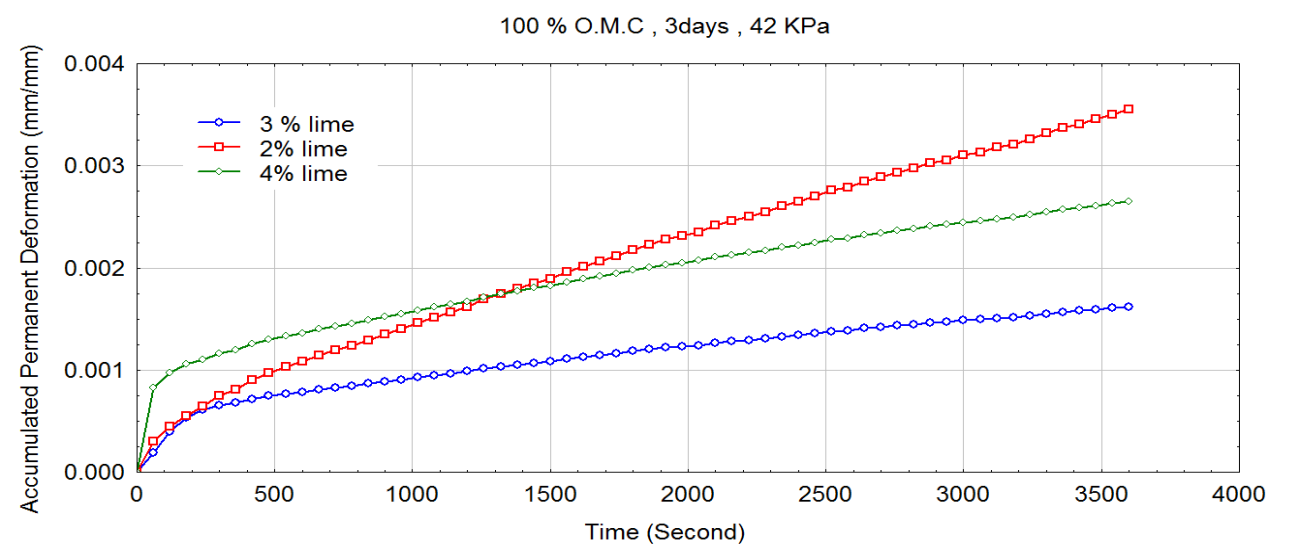 100 % O.M.C , 3days , 42 KPa
Accumulated Permanent Deformation (mm/mm)
0.004
0.003
0.002
0.001
0.000
3 % lime
2% lime
4% lime
0 500 1000 1500 2000 2500 3000 3500 4000
Time (Second)